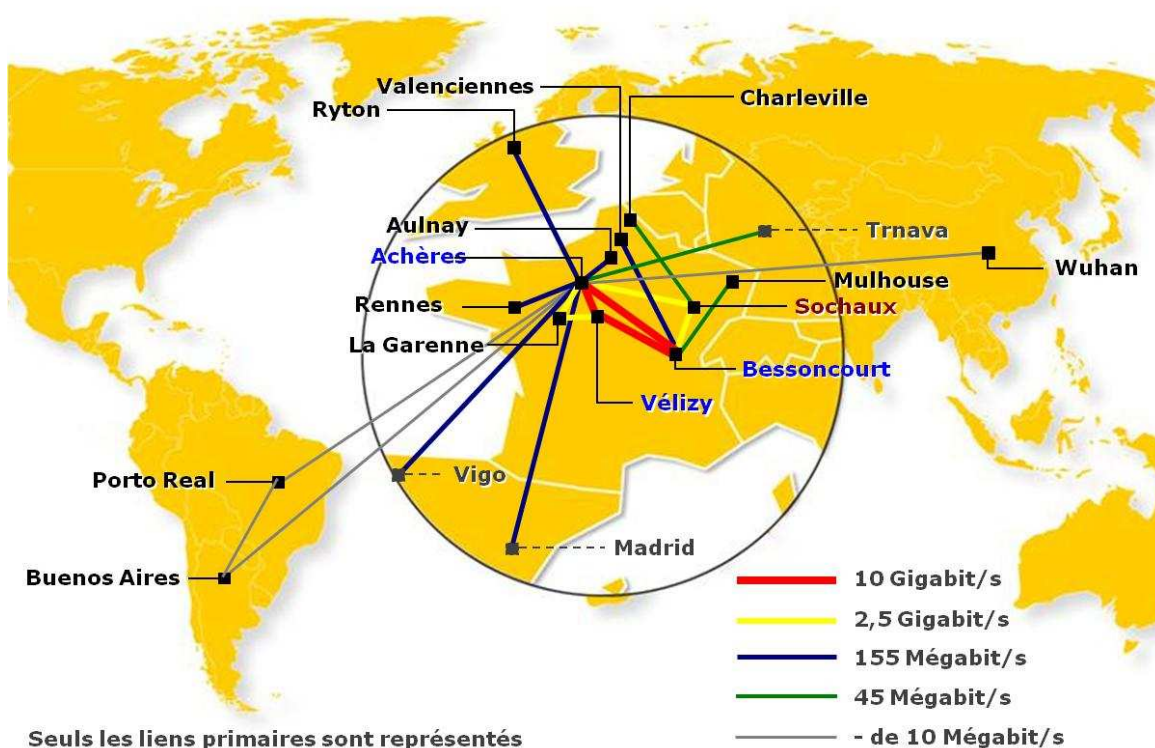 Valenciennes
Charleville
Ryton
Aulnay
Trnava
Achères
Wuhan
Mulhouse
Rennes
Sochaux
La Garenne
Bessoncourt
Vélizy
Vigo
Porto Real
Madrid
Buenos Aires
10 Gigabit/s
2,5 Gigabit/s
155 Mégabit/s
45 Mégabit/s
- de 10 Mégabit/s
Seuls les liens primaires sont représentés